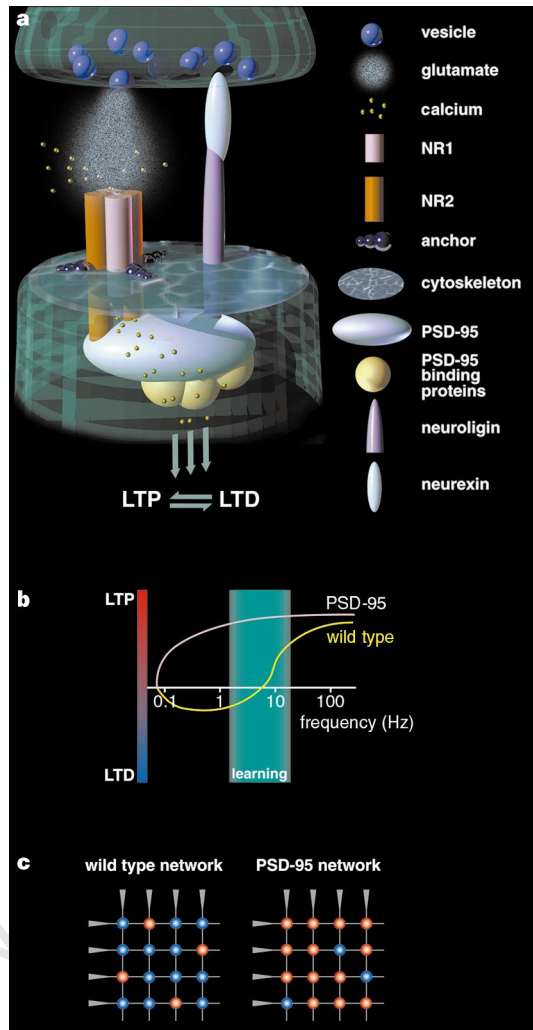 a
vesicle
glutamate
calcium
NR1
NR2
anchor
cytoskeleton
PSD-95
PSD-95
binding
proteins
neuroligin
neurexin
LTP LTD
b
LTP
PSD-95
wild type
0.1 1 10 100
frequency (Hz)
LTD
learning
c
wild type network PSD-95 network